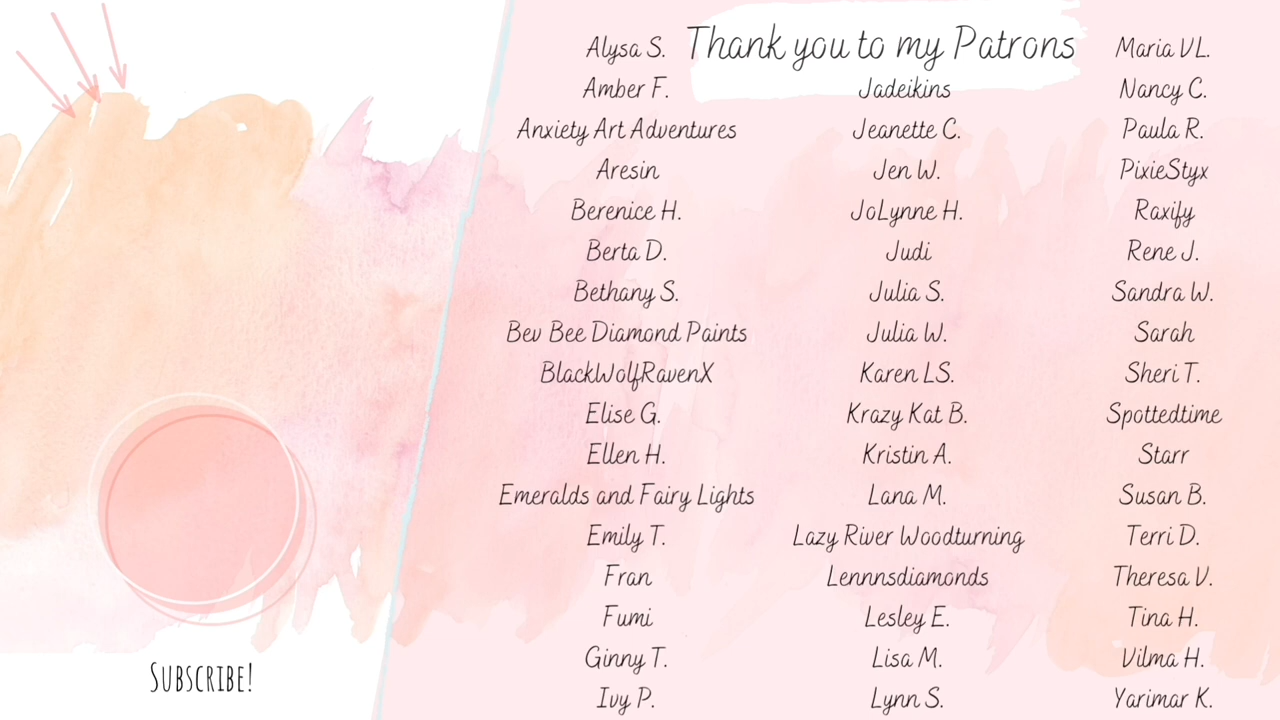 Thank you to my Patrons
Alysa S.
Amber F.
Anxiety Art Adventures
Aresin
Berenice H.
Berta D.
Bethany S.
Bev Bee Diamond Paints
BlackWolfRavenX
Elise G.
Ellen H.
Emeralds and Fairy Lights
Emily T.
Fran
Fumi
Ginny T.
Ivy P.
Jadeikins
Jeanette C.
Jen W.
JoLynne H.
Judi
Julia S.
Julia W.
Karen LS.
Krazy Kat B.
Kristin A.
Lana M.
Lazy River Woodturning
Lennnsdiamonds
Lesley E.
Lisa M.
Lynn S.
Maria VL.
Nancy C.
Paula R.
PixieStyx
Raxify
Rene J.
Sandra W.
Sarah
Sheri T.
Spottedtime
Starr
Susan B.
Terri D.
Theresa V.
Tina H.
Vilma H.
Yarimar K.
Subscribe!